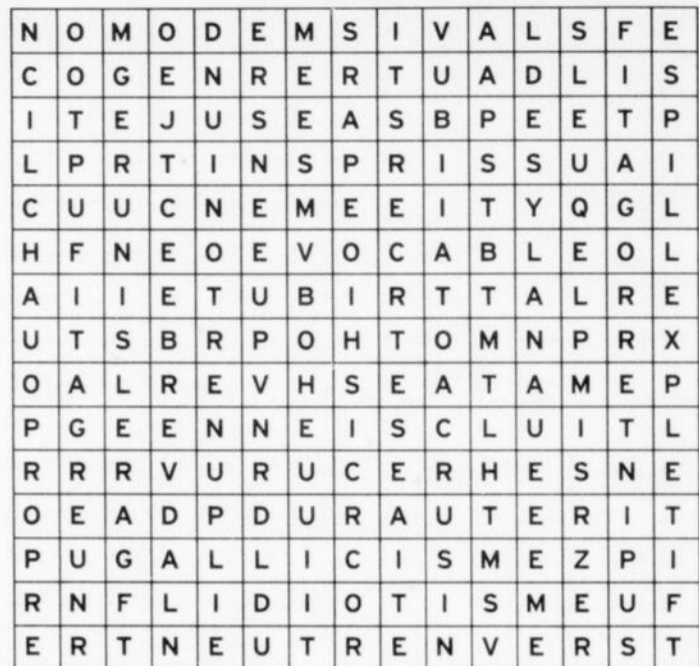 N O M O D E M S I V A L S F E
C O G E N R E R T U A D L I S
I T E J U S E A S B P E E T P
L P R T I N S P R I S S U A I
C U U C N E M E E I T Y Q G L
H F N E O E V O C A B L E O L
A I I E T U B I R T T A L R E
U T S B R P O H T O M N P R X
O A L R E V H S E A T A M E P
P G E E N N E I S C L U I T L
R R R V U R U C E R H E S N E
O E A D P D U R A U T E R I T
P U G A L L I C I S M E Z P I
R N F L I D I O T I S M E U F
E R T N E U T R E N V E R S T